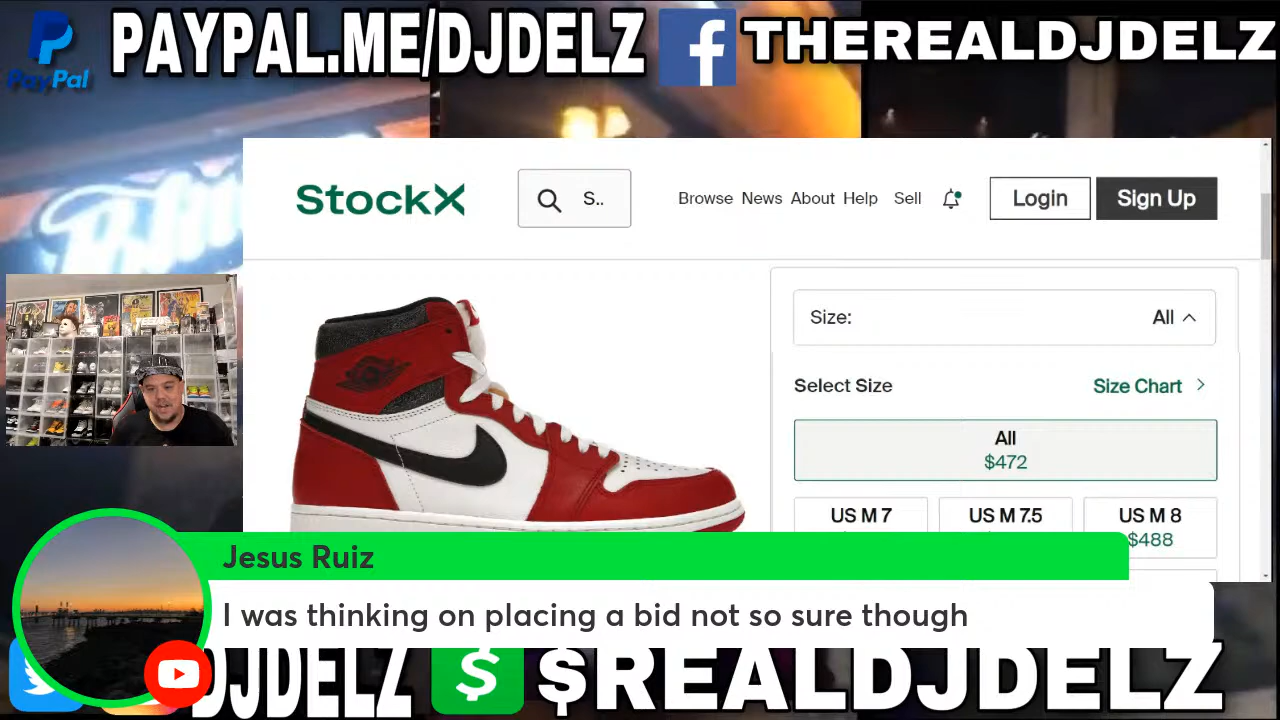 PayPal
PAYPAL.ME/DJDELZ
f
THEREALDJDELZ
StockX
S..
Browse News About Help Sell
Login
Sign Up
Size:
All
Select Size
Size Chart
All
$472
US M 7
US M 7.5
US M 8
$488
Jesus Ruiz
I was thinking on placing a bid not so sure though
DJDELZ
$
$REALDJDELZ